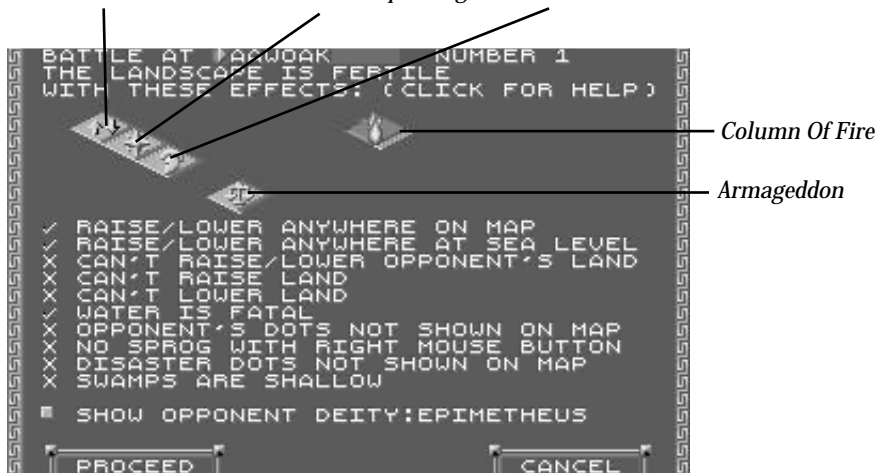 BATTLE AT AAWOAK NUMBER 1
THE LANDSCAPE IS FERTILE
WITH THESE EFFECTS: (CLICK FOR HELP)
Column Of Fire
Armageddon
✓ RAISE/LOWER ANYWHERE ON MAP
✓ RAISE/LOWER ANYWHERE AT SEA LEVEL
X CAN'T RAISE/LOWER OPPONENT'S LAND
X CAN'T RAISE LAND
X CAN'T LOWER LAND
✓ WATER IS FATAL
X OPPONENT'S DOTS NOT SHOWN ON MAP
X NO SPROG WITH RIGHT MOUSE BUTTON
X DISASTER DOTS NOT SHOWN ON MAP
X SWAMPS ARE SHALLOW
SHOW OPPONENT DEITY:EPIMETHEUS
PROCEED CANCEL